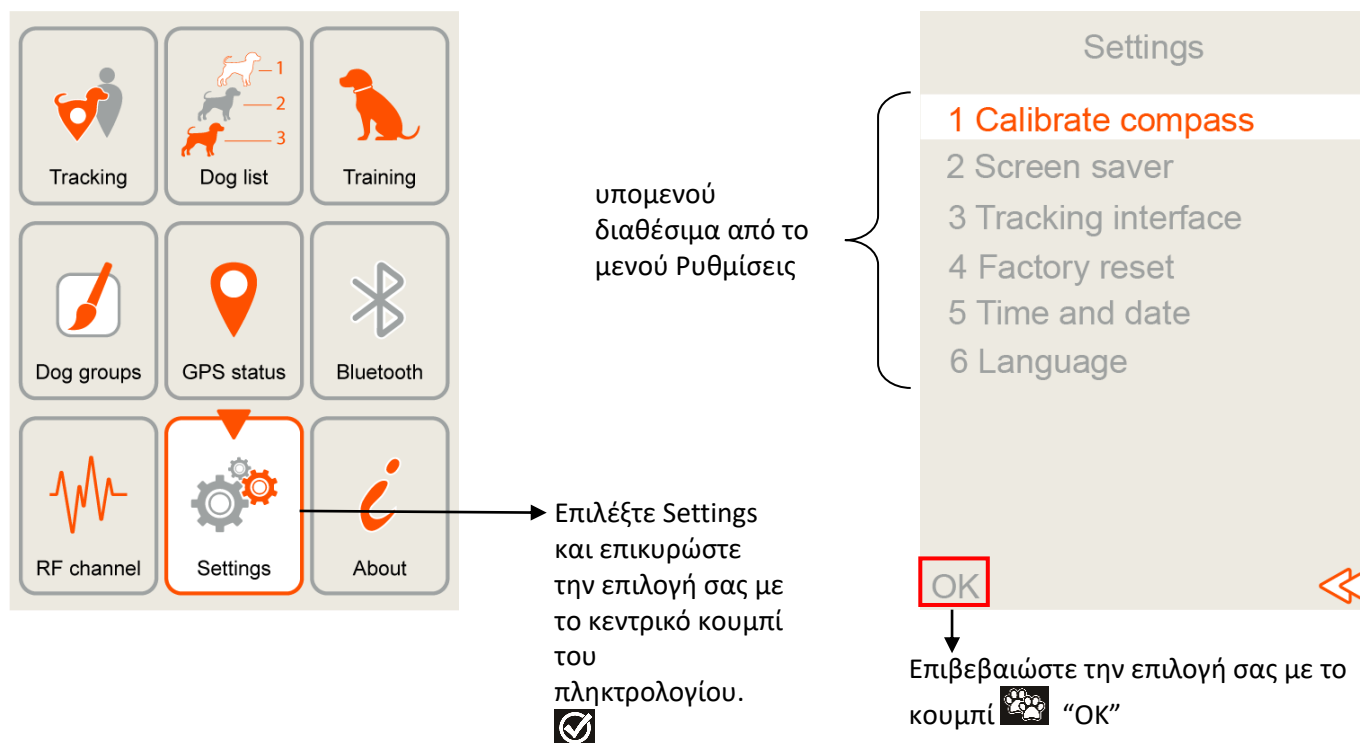 1
2
3
Tracking
Dog list
Training
Dog groups
GPS status
Bluetooth
RF channel
Settings
About
υπομενού
διαθέσιμα από το
μενού Ρυθμίσεις
Επιλέξτε Settings
και επικυρώστε
την επιλογή σας με
το κεντρικό κουμπί
του
πληκτρολογίου.
Settings
1 Calibrate compass
2 Screen saver
3 Tracking interface
4 Factory reset
5 Time and date
6 Language
OK
Επιβεβαιώστε την επιλογή σας με το
κουμπί “OK”